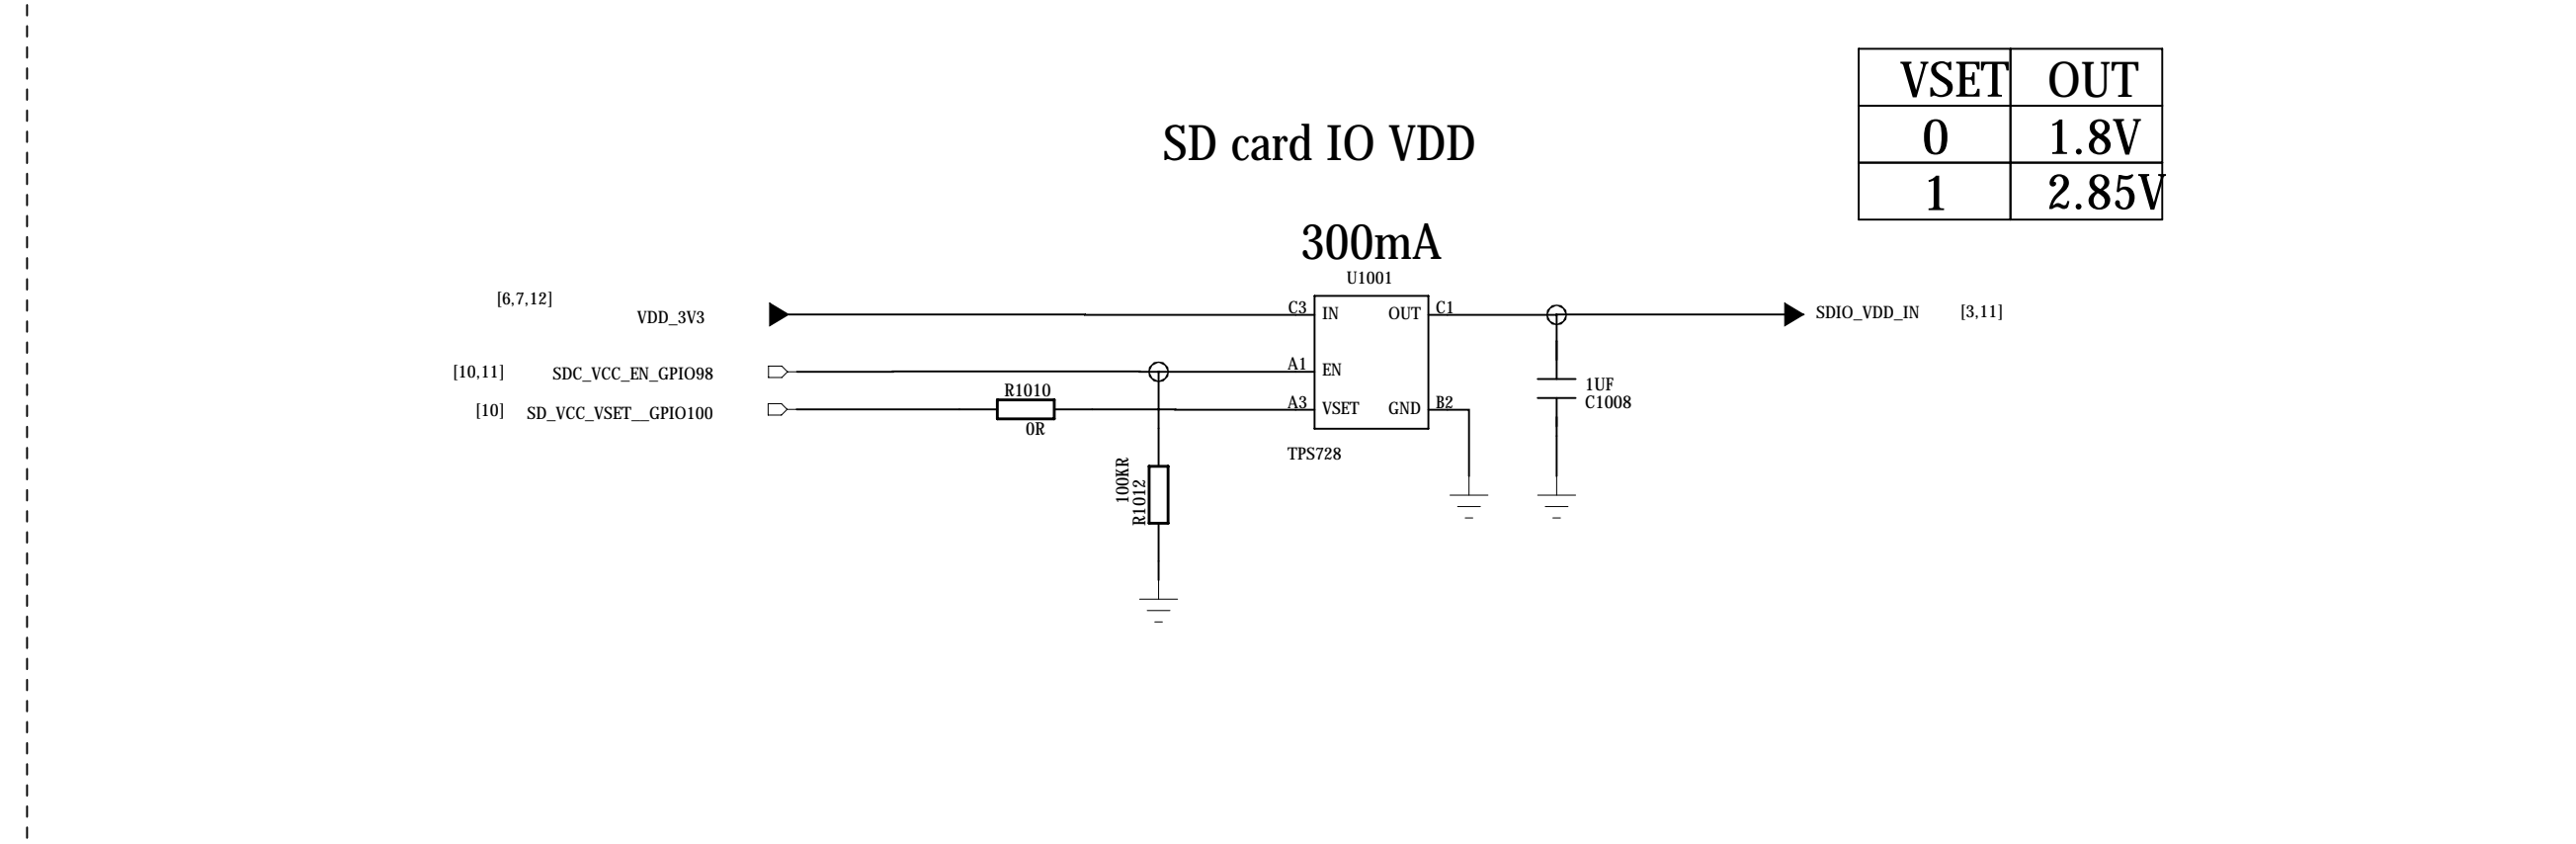 VSET OUT
0 1.8V
1 2.85V
SD card IO VDD
300mA
U1001
[6,7,12]
VDD_3V3
C3 IN OUT C1
SDIO_VDD_IN [3,11]
[10,11] SDC_VCC_EN_GPIO98
A1 EN
R1010
[10] SD_VCC_VSET__GPIO100
0R
A3 VSET GND B2
1UF
C1008
TPS728
100KR
R1012